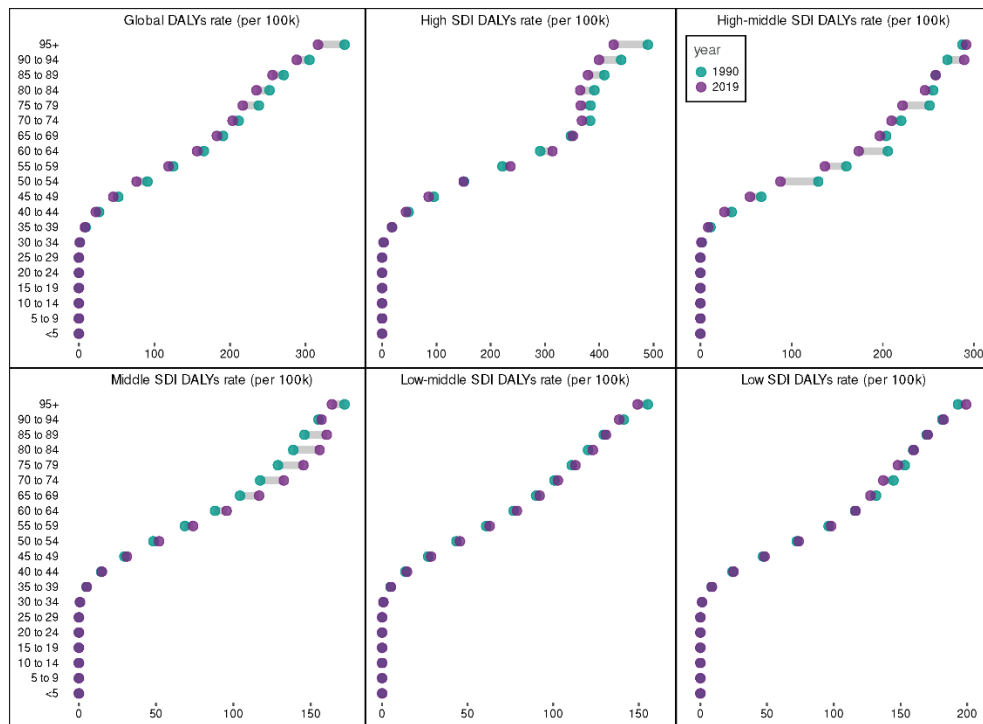 Global DALYs rate (per 100k)
High SDI DALYs rate (per 100k)
High-middle SDI DALYs rate (per 100k)
95+
90 to 94
85 to 89
80 to 84
75 to 79
70 to 74
65 to 69
60 to 64
55 to 59
50 to 54
45 to 49
40 to 44
35 to 39
30 to 34
25 to 29
20 to 24
15 to 19
10 to 14
5 to 9
<5
year
1990
2019
0 100 200 300
0 100 200 300 400 500
0 100 200 300
Middle SDI DALYs rate (per 100k)
Low-middle SDI DALYs rate (per 100k)
Low SDI DALYs rate (per 100k)
95+
90 to 94
85 to 89
80 to 84
75 to 79
70 to 74
65 to 69
60 to 64
55 to 59
50 to 54
45 to 49
40 to 44
35 to 39
30 to 34
25 to 29
20 to 24
15 to 19
10 to 14
5 to 9
<5
0 50 100 150
0 50 100 150
0 50 100 150 200